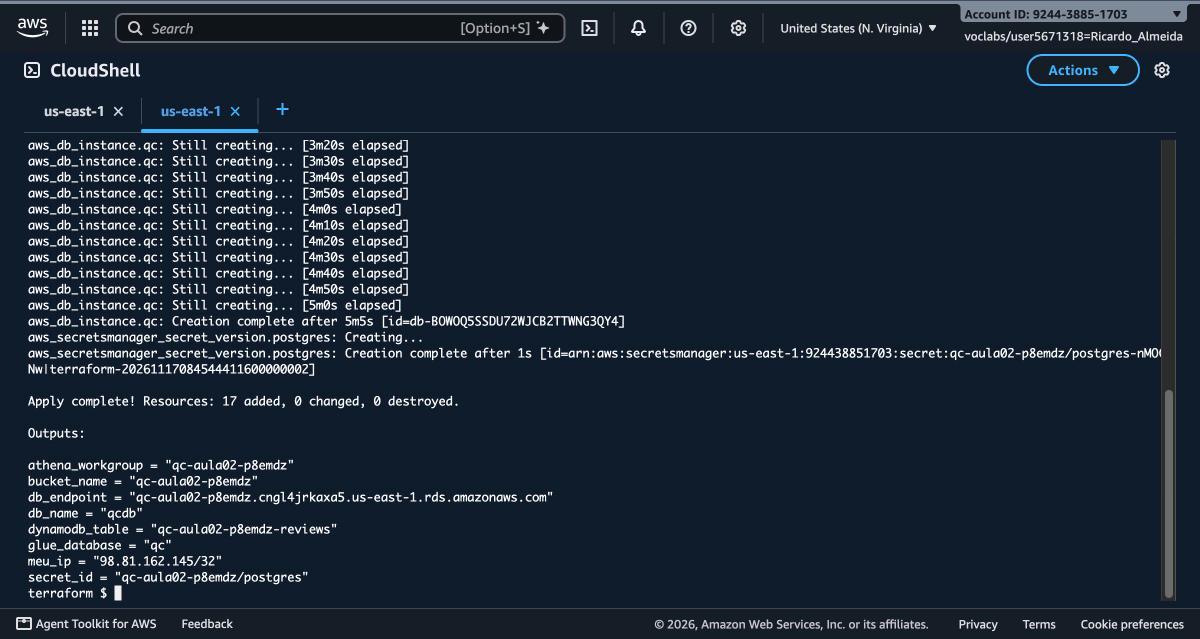 aws
Search
[Option+S]
United States (N. Virginia)
Account ID: 9244-3885-1703
voclabs/user5671318=Ricardo_Almeida
CloudShell
Actions
us-east-1
us-east-1
aws_db_instance.qc: Still creating... [3m20s elapsed]
aws_db_instance.qc: Still creating... [3m30s elapsed]
aws_db_instance.qc: Still creating... [3m40s elapsed]
aws_db_instance.qc: Still creating... [3m50s elapsed]
aws_db_instance.qc: Still creating... [4m0s elapsed]
aws_db_instance.qc: Still creating... [4m10s elapsed]
aws_db_instance.qc: Still creating... [4m20s elapsed]
aws_db_instance.qc: Still creating... [4m30s elapsed]
aws_db_instance.qc: Still creating... [4m40s elapsed]
aws_db_instance.qc: Still creating... [4m50s elapsed]
aws_db_instance.qc: Still creating... [5m0s elapsed]
aws_db_instance.qc: Creation complete after 5m5s [id=db-BOWOQ5SSDU72WJCB2TTWNG3QY4]
aws_secretsmanager_secret_version.postgres: Creating...
aws_secretsmanager_secret_version.postgres: Creation complete after 1s [id=arn:aws:secretsmanager:us-east-1:924438851703:secret:qc-aula02-p8emdz/postgres-nMO
Nw|terraform-20261117084544411600000002]
Apply complete! Resources: 17 added, 0 changed, 0 destroyed.
Outputs:
athena_workgroup = "qc-aula02-p8emdz"
bucket_name = "qc-aula02-p8emdz"
db_endpoint = "qc-aula02-p8emdz.cngl4jrkaxa5.us-east-1.rds.amazonaws.com"
db_name = "qcdb"
dynamodb_table = "qc-aula02-p8emdz-reviews"
glue_database = "qc"
meu_ip = "98.81.162.145/32"
secret_id = "qc-aula02-p8emdz/postgres"
terraform $
Agent Toolkit for AWS
Feedback
© 2026, Amazon Web Services, Inc. or its affiliates.
Privacy
Terms
Cookie preferences